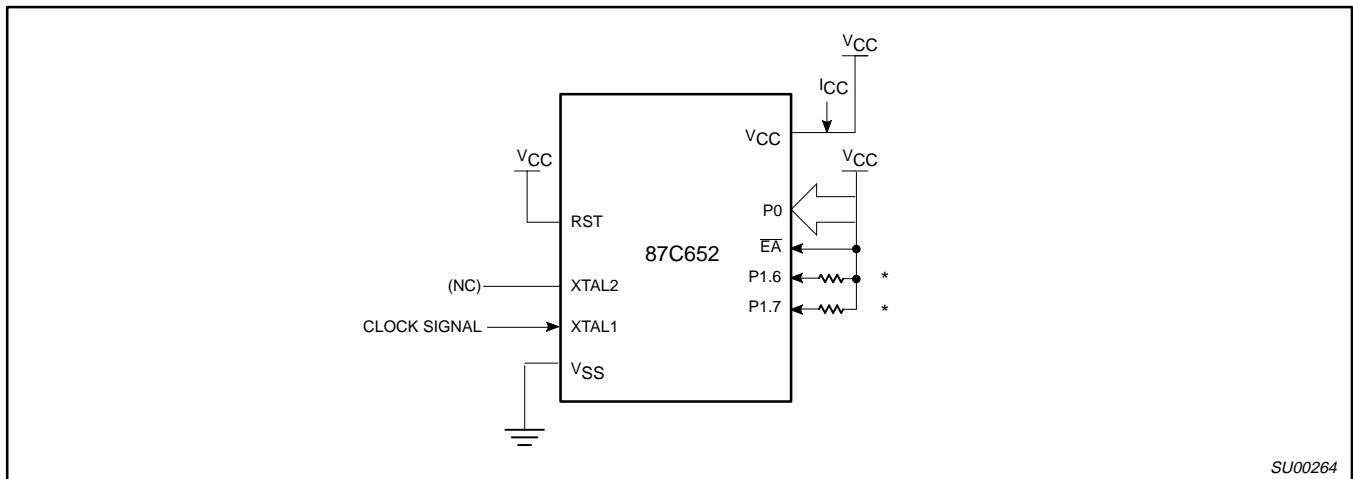 VCC
ICC
VCC
VCC
VCC
P0
RST
87C652
EA
P1.6 *
(NC)
XTAL2
P1.7 *
CLOCK SIGNAL
XTAL1
VSS
SU00264